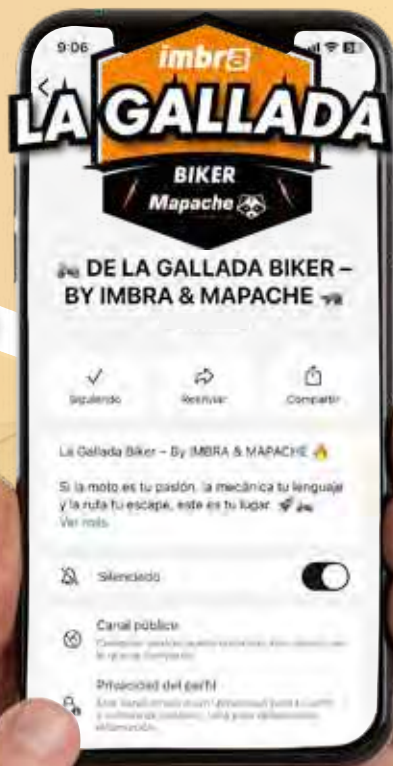 9:06
imbra
LA GALLADA
BIKER
Mapache
DE LA GALLADA BIKER –
BY IMBRA & MAPACHE
Siguiendo
Reenviar
Compartir
La Gallada Biker – By IMBRA & MAPACHE
Si la moto es tu pasión, la mecánica tu lenguaje
y la ruta tu escape, este es tu lugar.
Ver más
Silenciado
Canal público
Privacidad del perfil